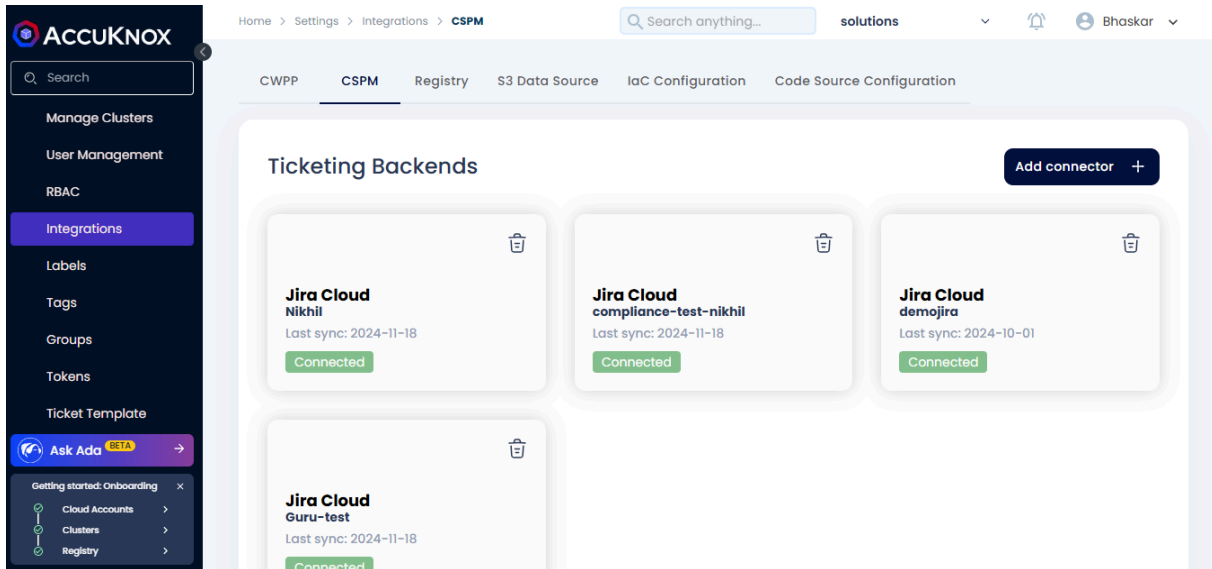 ACCUKNOX
Search
Manage Clusters
User Management
RBAC
Integrations
Labels
Tags
Groups
Tokens
Ticket Template
Ask Ada BETA
Getting started: Onboarding
Cloud Accounts
Clusters
Registry
Home > Settings > Integrations > CSPM
Search anything...
solutions
Bhaskar
CWPP CSPM Registry S3 Data Source IaC Configuration Code Source Configuration
Ticketing Backends
Add connector +
Jira Cloud
Nikhil
Last sync: 2024-11-18
Connected
Jira Cloud
compliance-test-nikhil
Last sync: 2024-11-18
Connected
Jira Cloud
demojira
Last sync: 2024-10-01
Connected
Jira Cloud
Guru-test
Last sync: 2024-11-18
Connected